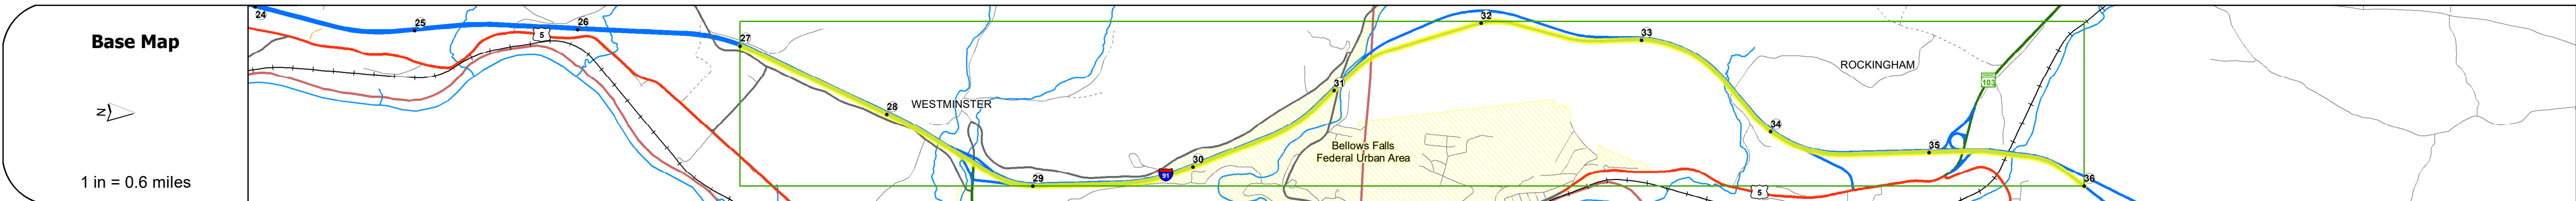 Base Map
N
1 in = 0.6 miles
24
25
26
5
27
28
WESTMINSTER
29
91
30
31
32
33
Bellows Falls
Federal Urban Area
34
ROCKINGHAM
103
35
5
36